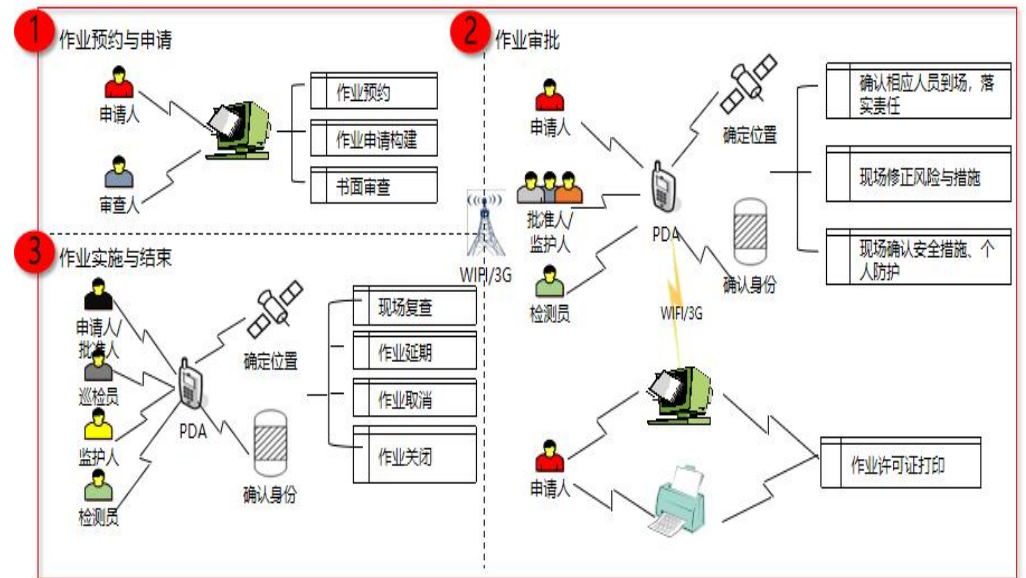 1
作业预约与申请
申请人
审查人
作业预约
作业申请构建
书面审查
2
作业审批
申请人
批准人/
监护人
检测员
PDA
确定位置
确认身份
WIFI/3G
确认相应人员到场，落
实责任
现场修正风险与措施
现场确认安全措施、个
人防护
申请人
作业许可证打印
WIFI/3G
3
作业实施与结束
申请人/
批准人
巡检员
监护人
检测员
PDA
确定位置
确认身份
现场复查
作业延期
作业取消
作业关闭